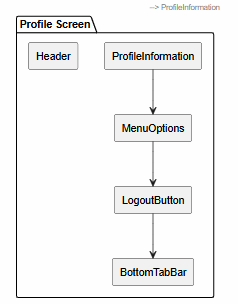 --> ProfileInformation
Profile Screen
Header
ProfileInformation
MenuOptions
LogoutButton
BottomTabBar